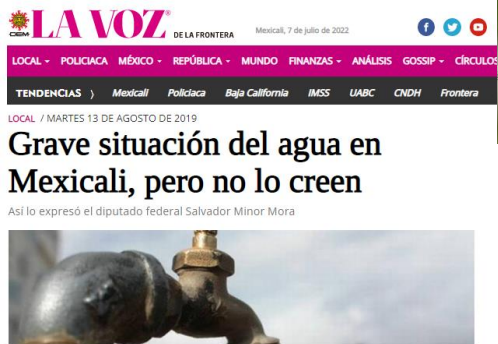 OEM LA VOZ DE LA FRONTERA
Mexicali, 7 de julio de 2022
LOCAL POLICIACA MÉXICO REPÚBLICA MUNDO FINANZAS ANÁLISIS GOSSIP CÍRCULOS
TENDENCIAS Mexicali Policiaca Baja California IMSS UABC CNDH Frontera
LOCAL / MARTES 13 DE AGOSTO DE 2019
Grave situación del agua en
Mexicali, pero no lo creen
Así lo expresó el diputado federal Salvador Minor Mora